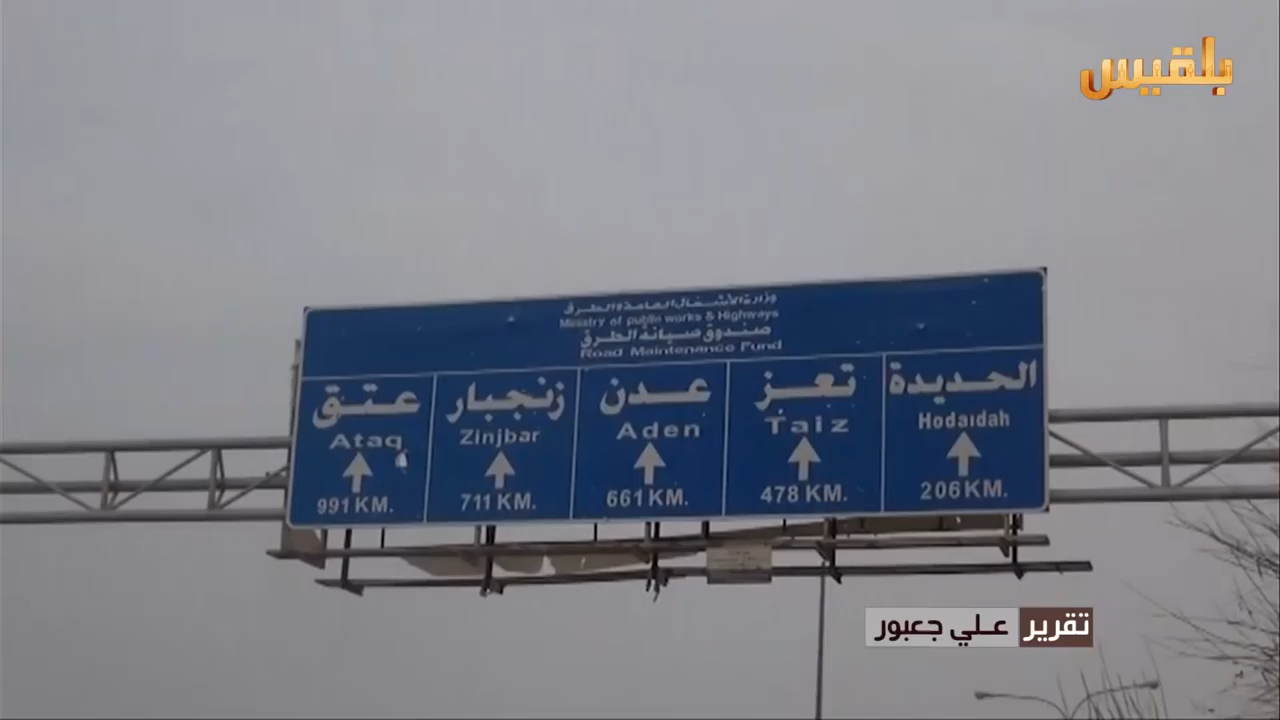 بلقيس
وزارة الأشغال العامة والطرق
Ministry of public works & Highways
صندوق صيانة الطرق
Road Maintenance Fund
الحديدة
Hodaidah
206 KM.
تعز
Taiz
478 KM.
عدن
Aden
661 KM.
زنجبار
Zinjbar
711 KM.
عتق
Ataq
991 KM.
تقرير علي جعبور